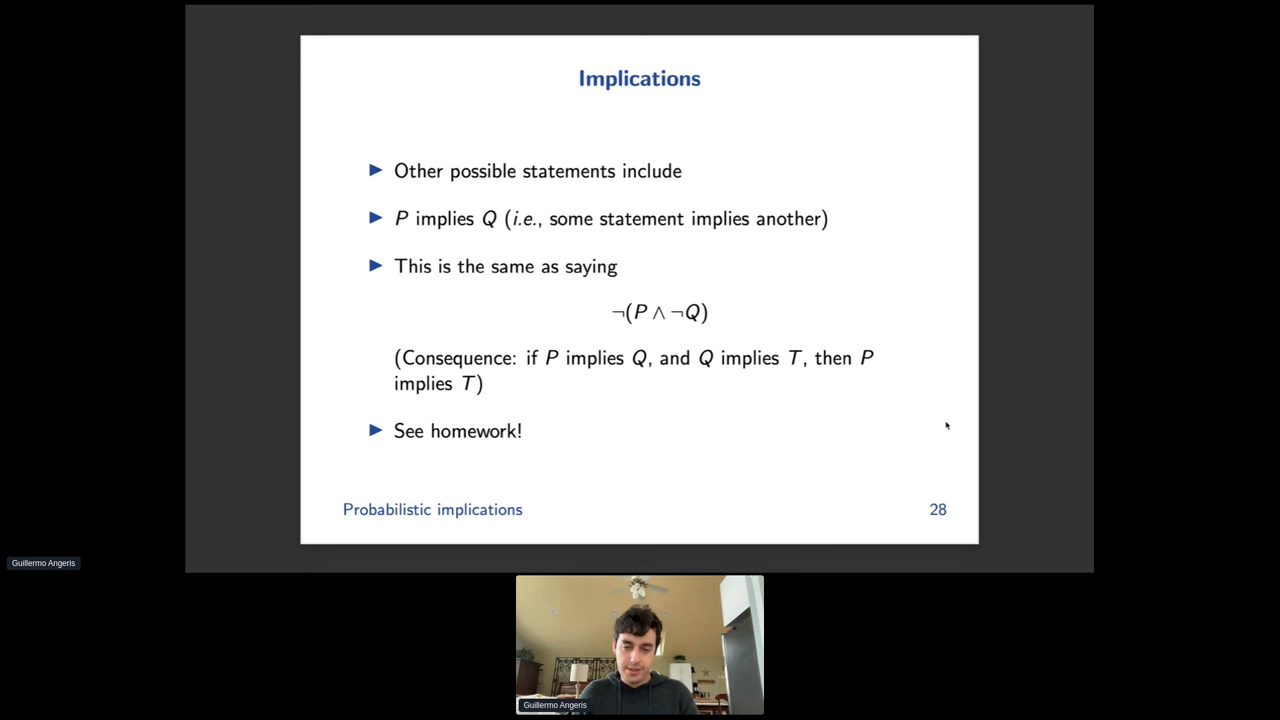 Implications
▶ Other possible statements include
▶ P implies Q (i.e., some statement implies another)
▶ This is the same as saying
¬(P ∧ ¬Q)
(Consequence: if P implies Q, and Q implies T, then P
implies T)
▶ See homework!
Probabilistic implications 28
Guillermo Angeris
Guillermo Angeris